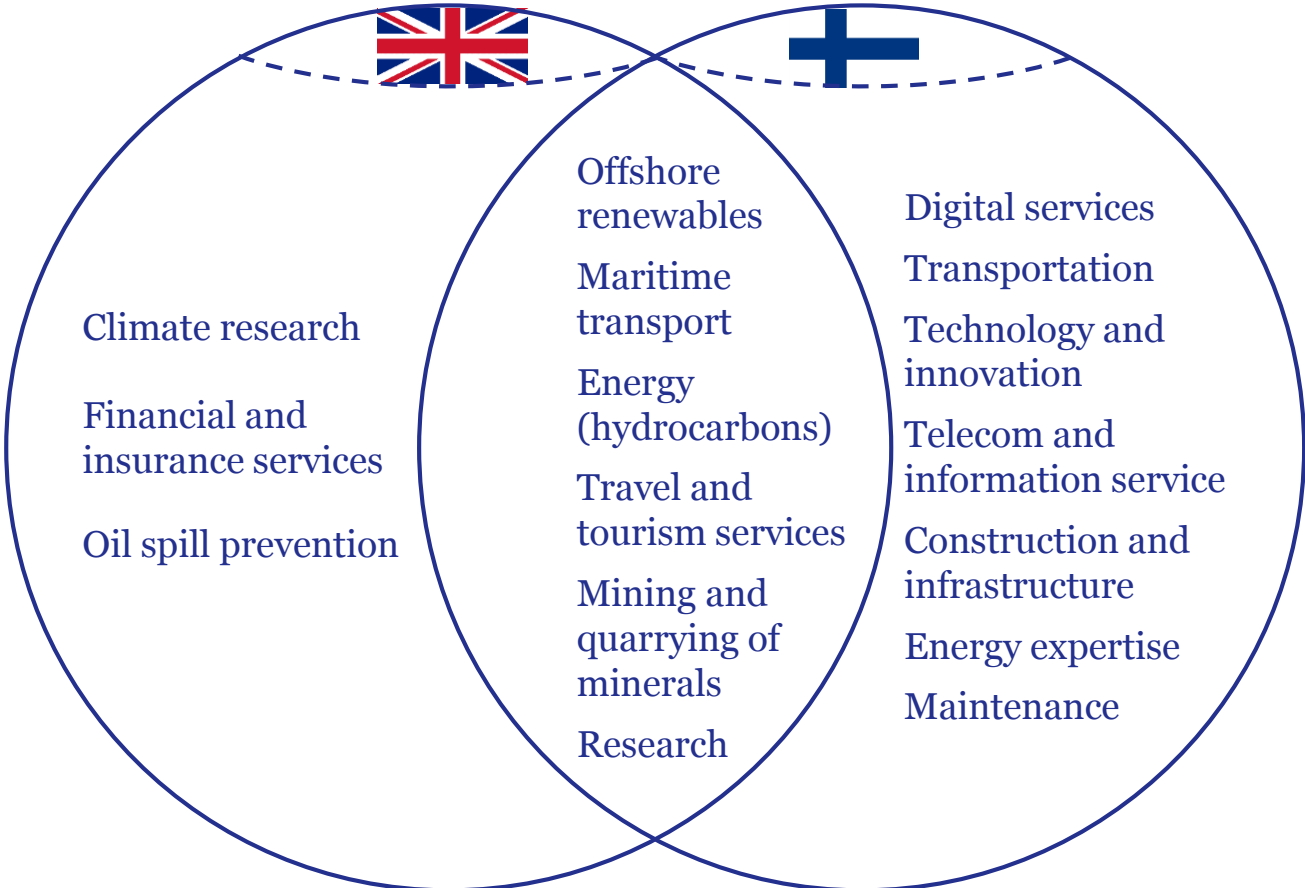 Climate research
Financial and
insurance services
Oil spill prevention
Offshore
renewables
Maritime
transport
Energy
(hydrocarbons)
Travel and
tourism services
Mining and
quarrying of
minerals
Research
Digital services
Transportation
Technology and
innovation
Telecom and
information service
Construction and
infrastructure
Energy expertise
Maintenance